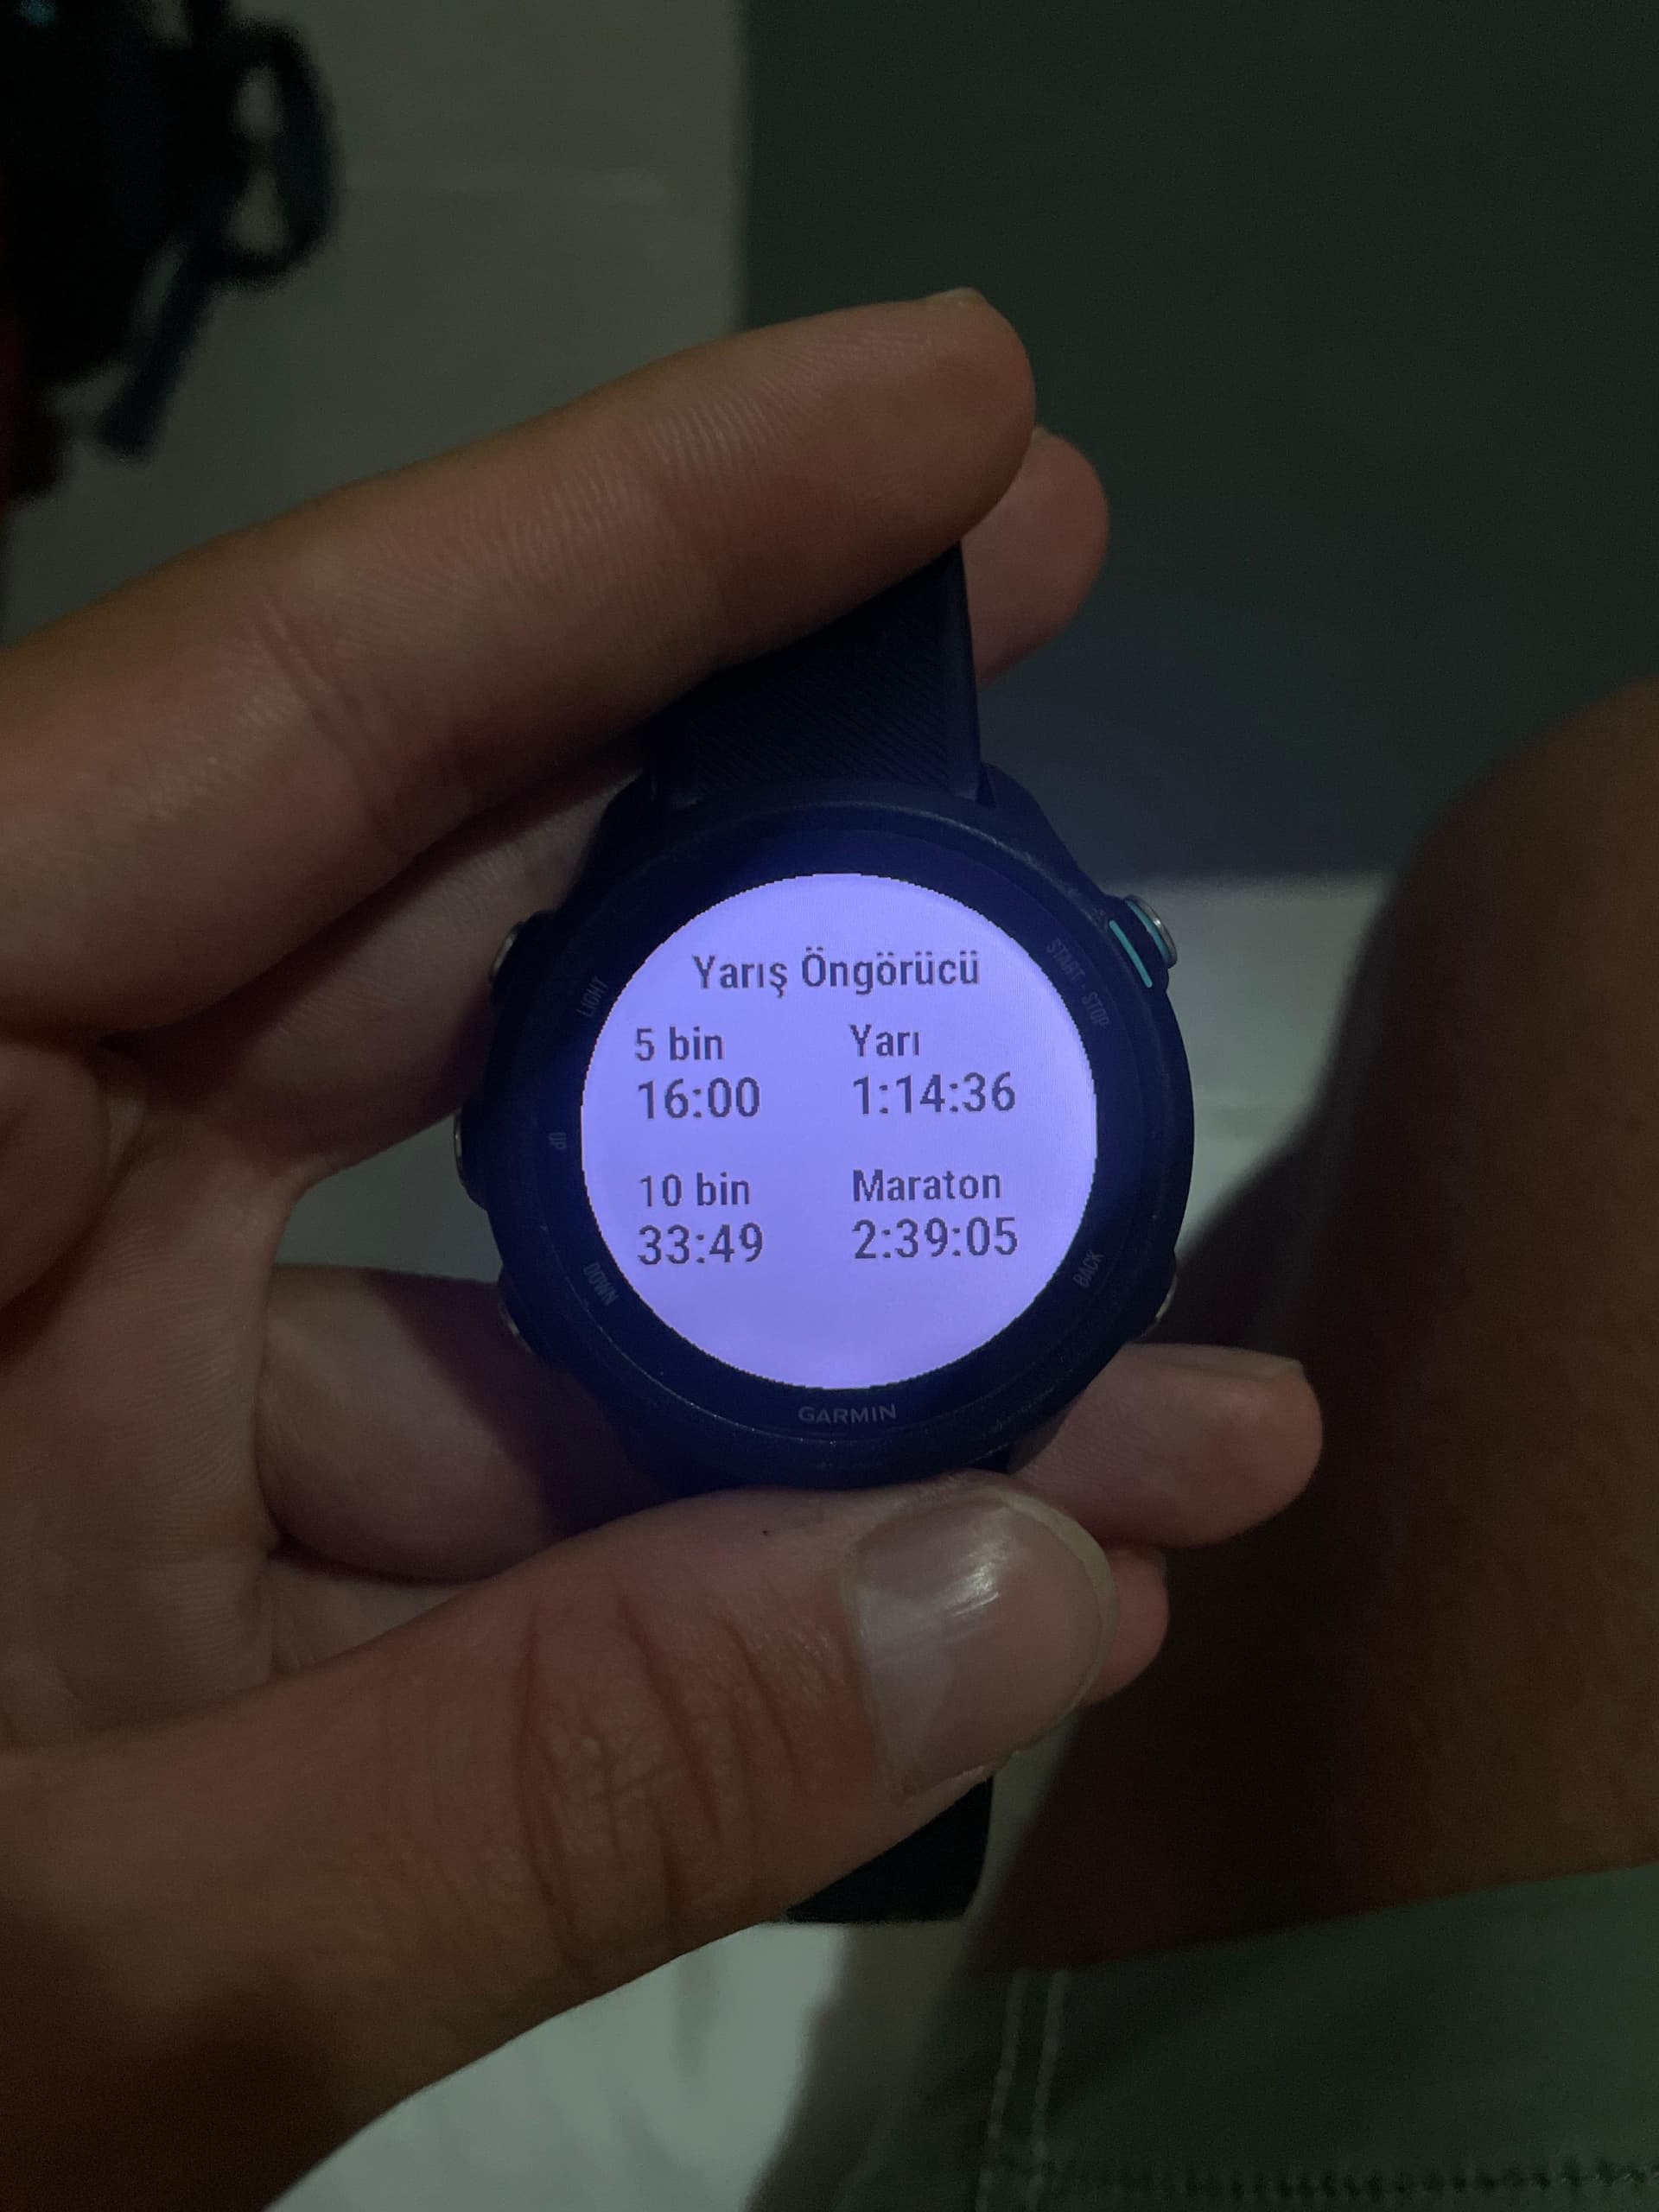 Yarış Öngörücü
5 bin
16:00
Yarı
1:14:36
10 bin
33:49
Maraton
2:39:05
LIGHT
UP
DOWN
START · STOP
BACK
GARMIN